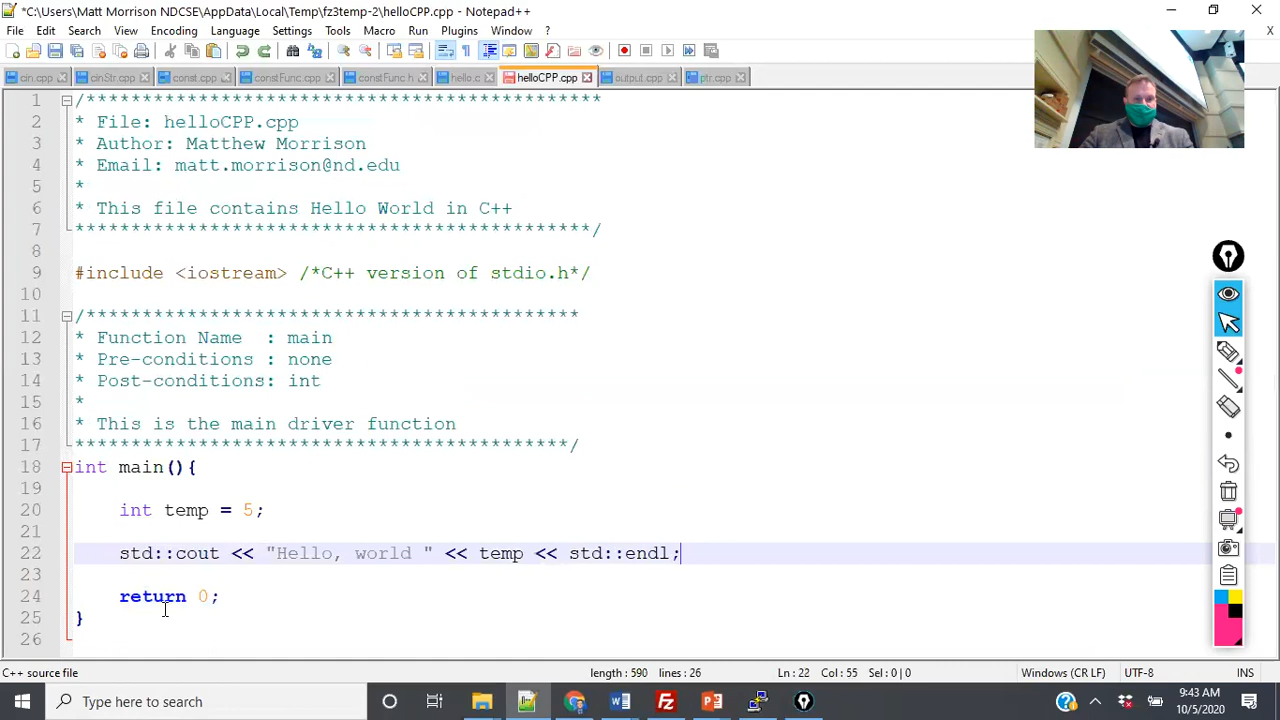 *C:\Users\Matt Morrison NDCSE\AppData\Local\Temp\fz3temp-2\helloCPP.cpp - Notepad++
File Edit Search View Encoding Language Settings Tools Macro Run Plugins Window ?
X
cin.cpp cinStr.cpp const.cpp constFunc.cpp constFunc.h hello.c helloCPP.cpp output.cpp ptr.cpp
1 /**********************************************
2 * File: helloCPP.cpp
3 * Author: Matthew Morrison
4 * Email: matt.morrison@nd.edu
5 *
6 * This file contains Hello World in C++
7 **********************************************/
8
9 #include <iostream> /*C++ version of stdio.h*/
10
11 /********************************************
12 * Function Name  : main
13 * Pre-conditions : none
14 * Post-conditions: int
15 *
16 * This is the main driver function
17 ********************************************/
18 int main(){
19
20 int temp = 5;
21
22 std::cout << "Hello, world " << temp << std::endl;
23
24 return 0;
25 }
26
C++ source file length : 590 lines : 26 Ln : 22 Col : 55 Sel : 0 | 0 Windows (CR LF) UTF-8 INS
Type here to search
9:43 AM
10/5/2020